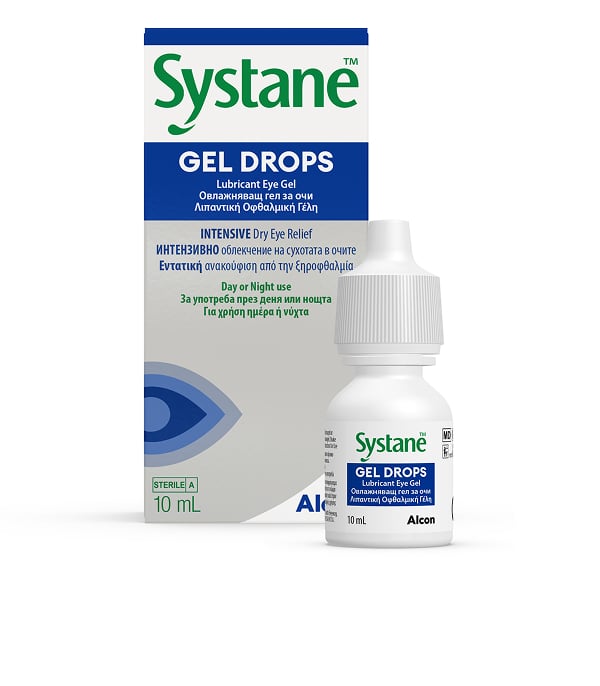 Systane™
GEL DROPS
Lubricant Eye Gel
Овлажняващ гел за очи
Λιπαντική Οφθαλμική Γέλη
INTENSIVE Dry Eye Relief
ИНТЕНЗИВНО облекчение на сухотата в очите
Εντατική ανακούφιση από την ξηροφθαλμία
Day or Night use
За употреба през деня или нощта
Για χρήση ημέρα ή νύχτα
STERILE A
10 mL
Alc
Systane™
GEL DROPS
Lubricant Eye Gel
Овлажняващ гел за очи
Λιπαντική Οφθαλμική Γέλη
10 mL Alcon
MD